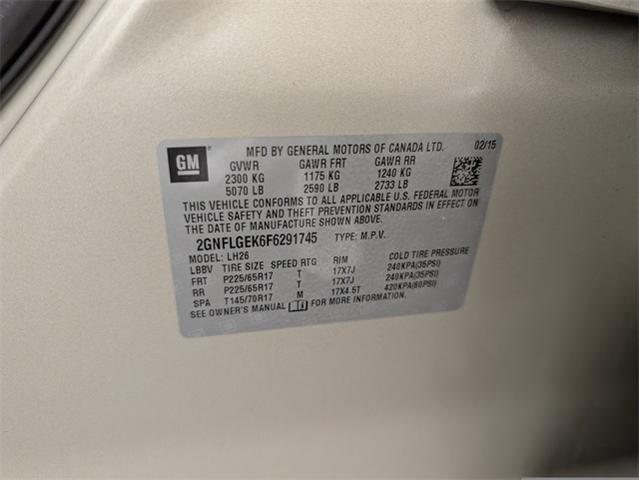 GM
MFD BY GENERAL MOTORS OF CANADA LTD. 02/15
GVWR GAWR FRT GAWR RR
2300 KG 1175 KG 1240 KG
5070 LB 2590 LB 2733 LB
THIS VEHICLE CONFORMS TO ALL APPLICABLE U.S. FEDERAL MOTOR
VEHICLE SAFETY AND THEFT PREVENTION STANDARDS IN EFFECT ON
THE DATE OF MANUFACTURE SHOWN ABOVE.
2GNFLGEK6F6291745 TYPE: M.P.V.
MODEL: LH26
LBBV TIRE SIZE SPEED RTG RIM COLD TIRE PRESSURE
FRT P225/65R17 T 17X7J 240KPA(35PSI)
RR P225/65R17 T 17X7J 240KPA(35PSI)
SPA T145/70R17 M 17X4.5T 420KPA(60PSI)
SEE OWNER'S MANUAL FOR MORE INFORMATION.